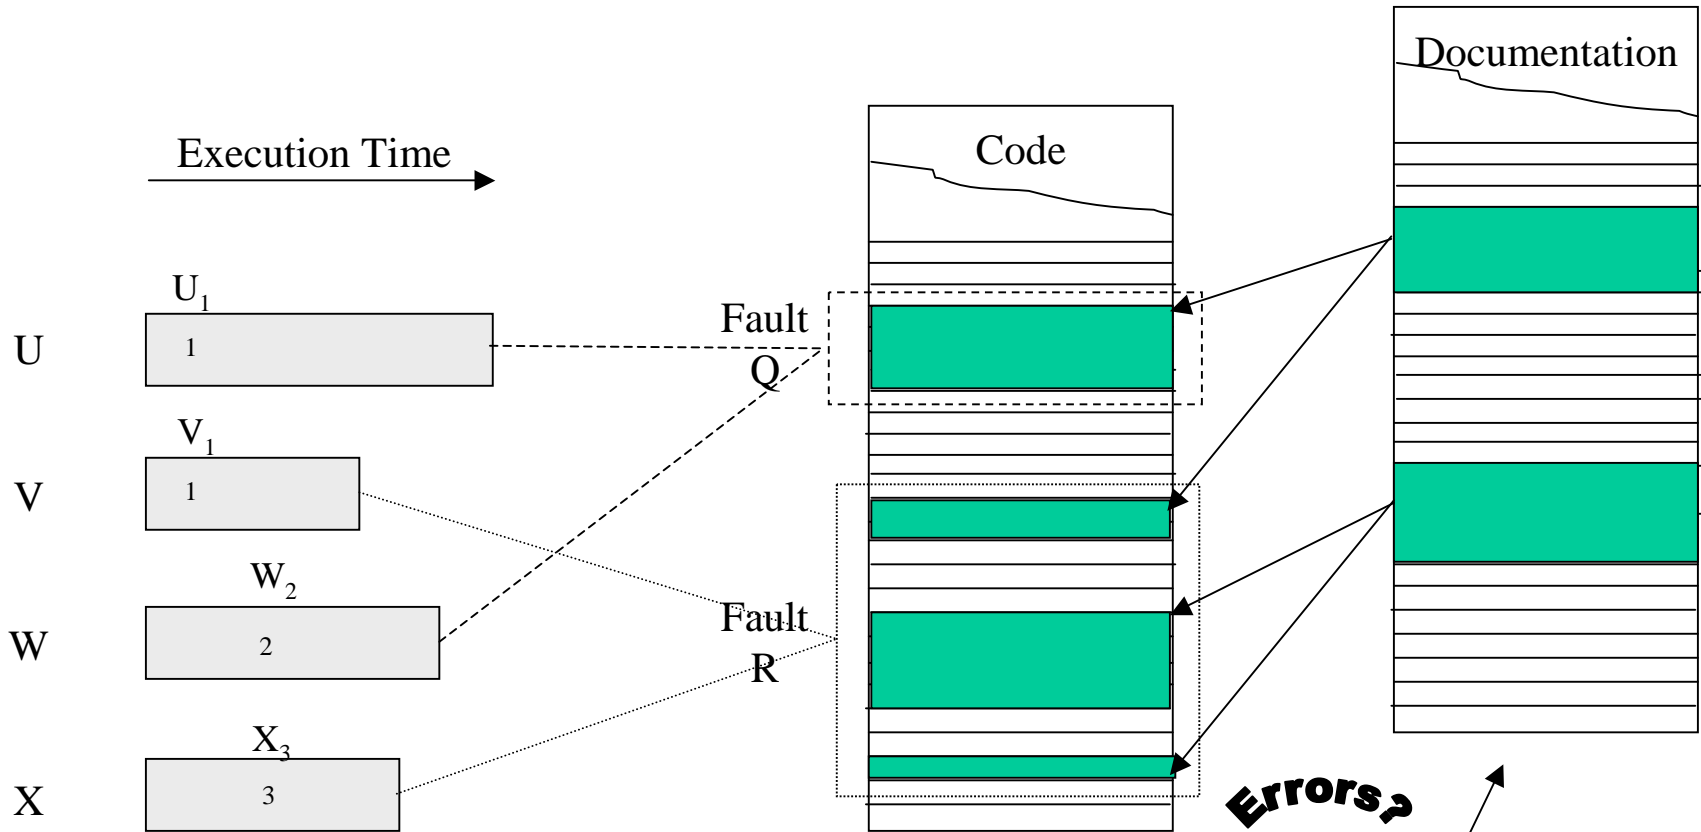 Documentation
Code
Execution Time
U₁
Fault
Q
U
1
V₁
V
1
W₂
Fault
R
W
2
X₃
X
3
Errors?